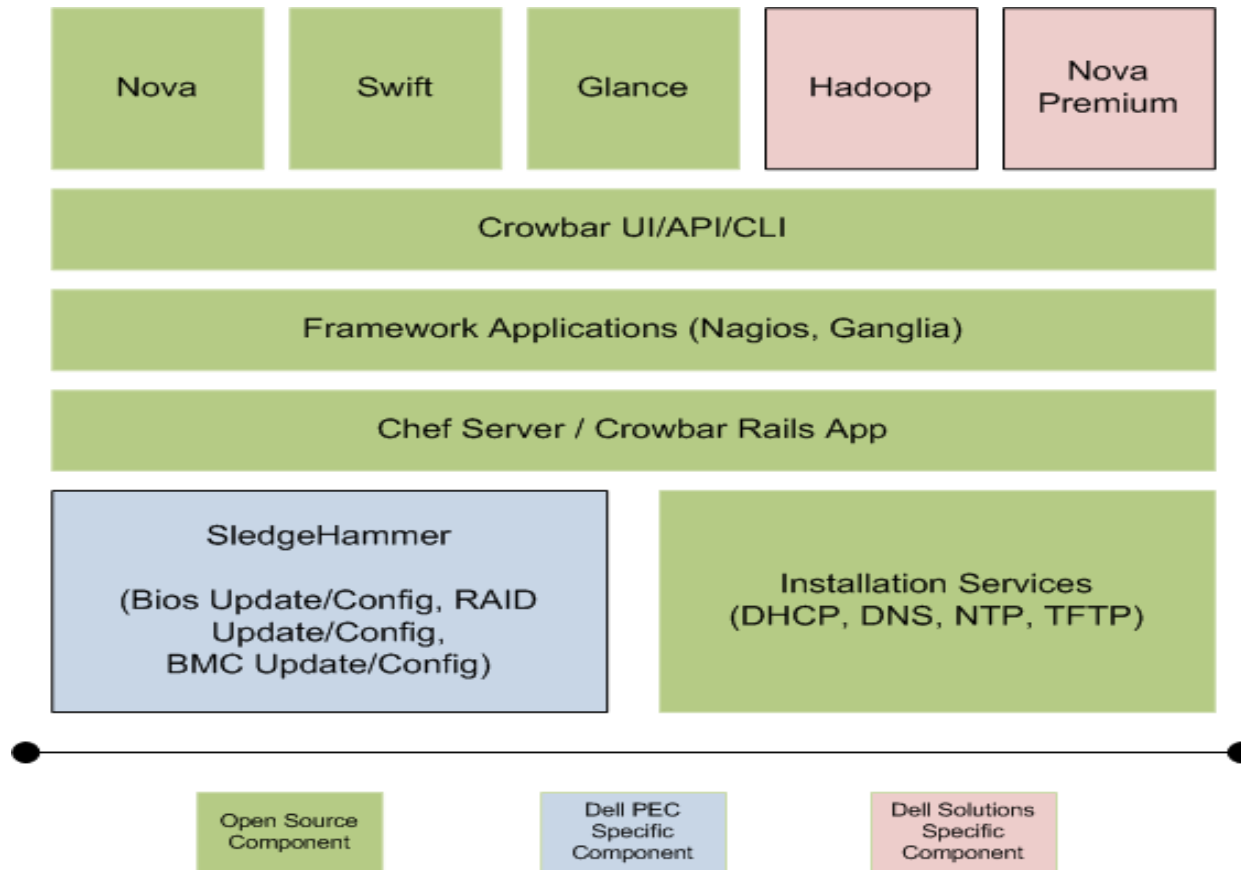 Nova
Swift
Glance
Hadoop
Nova
Premium
Crowbar UI/API/CLI
Framework Applications (Nagios, Ganglia)
Chef Server / Crowbar Rails App
SledgeHammer
(Bios Update/Config, RAID
Update/Config,
BMC Update/Config)
Installation Services
(DHCP, DNS, NTP, TFTP)
Open Source
Component
Dell PEC
Specific
Component
Dell Solutions
Specific
Component